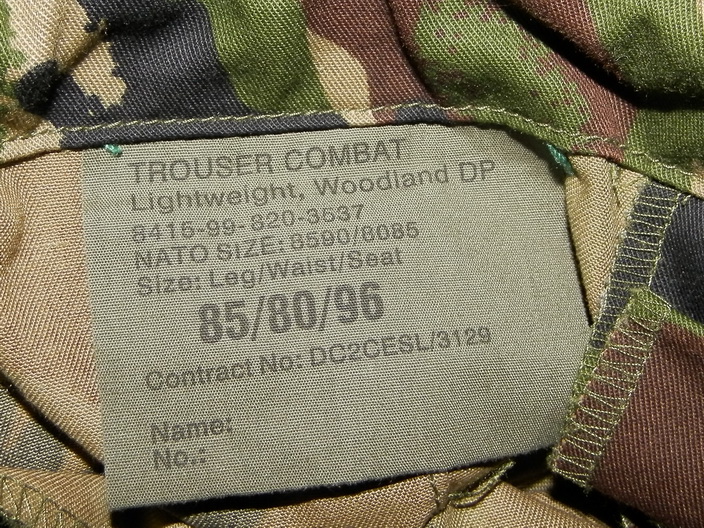 TROUSER COMBAT
Lightweight, Woodland DP
8415-99-820-3537
NATO SIZE: 8590/8085
Size: Leg/Waist/Seat
85/80/96
Contract No: DC2CESL/3129
Name:
No.: